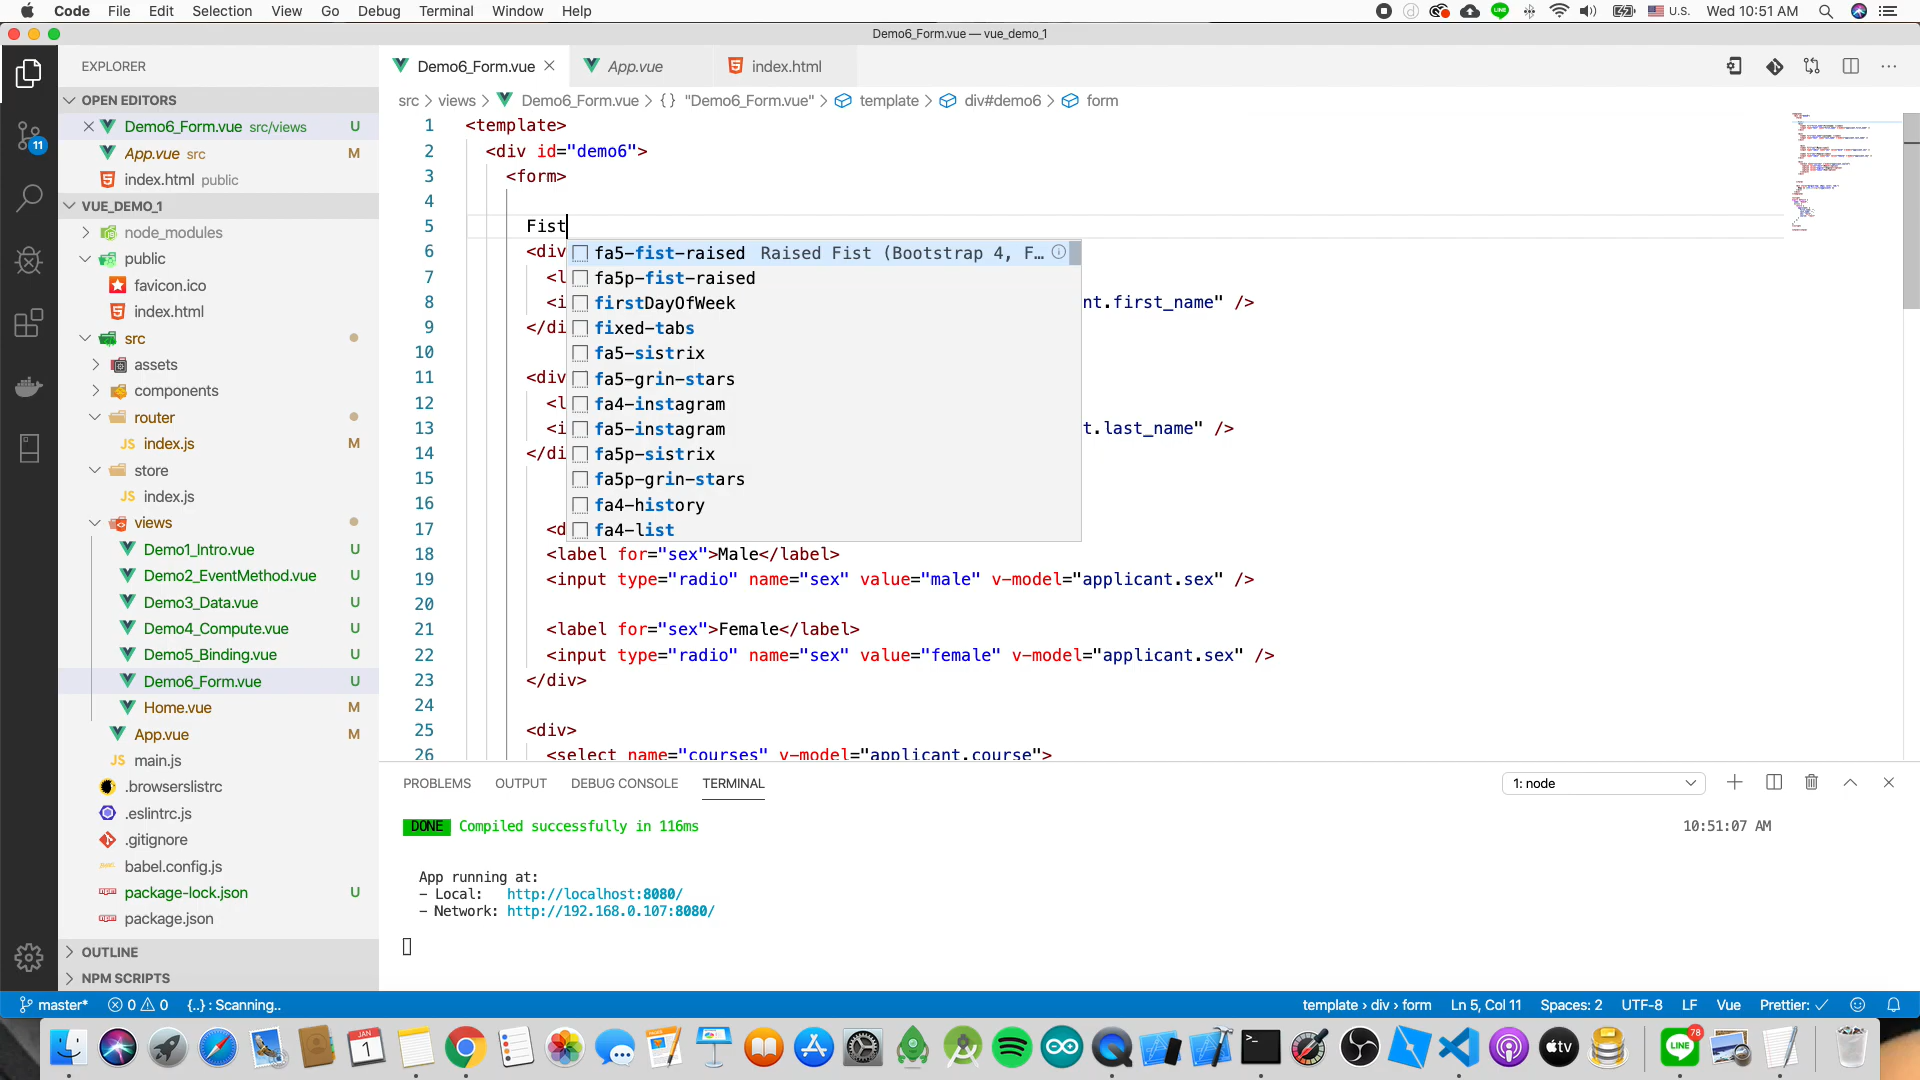 Code File Edit Selection View Go Debug Terminal Window Help U.S. Wed 10:51 AM
Demo6_Form.vue — vue_demo_1
EXPLORER
OPEN EDITORS
Demo6_Form.vue src/views U
App.vue src M
index.html public
VUE_DEMO_1
node_modules
public
favicon.ico
index.html
src
assets
components
router
JS index.js M
store
JS index.js
views
Demo1_Intro.vue U
Demo2_EventMethod.vue U
Demo3_Data.vue U
Demo4_Compute.vue U
Demo5_Binding.vue U
Demo6_Form.vue U
Home.vue M
App.vue M
JS main.js
.browserslistrc
.eslintrc.js
.gitignore
babel.config.js
package-lock.json U
package.json
OUTLINE
NPM SCRIPTS
11
Demo6_Form.vue App.vue index.html
src > views > Demo6_Form.vue > {} "Demo6_Form.vue" > template > div#demo6 > form
1 <template>
2 <div id="demo6">
3 <form>
4
5 Fist
6 <div
7 <l
8 <i nt.first_name" />
9 </di
10
11 <div
12 <l
13 <i t.last_name" />
14 </di
15
16
17 <d
18 <label for="sex">Male</label>
19 <input type="radio" name="sex" value="male" v-model="applicant.sex" />
20
21 <label for="sex">Female</label>
22 <input type="radio" name="sex" value="female" v-model="applicant.sex" />
23 </div>
24
25 <div>
26 <select name="courses" v-model="applicant.course">
fa5-fist-raised Raised Fist (Bootstrap 4, F…
fa5p-fist-raised
firstDayOfWeek
fixed-tabs
fa5-sistrix
fa5-grin-stars
fa4-instagram
fa5-instagram
fa5p-sistrix
fa5p-grin-stars
fa4-history
fa4-list
PROBLEMS OUTPUT DEBUG CONSOLE TERMINAL 1: node
DONE Compiled successfully in 116ms 10:51:07 AM
App running at:
- Local: http://localhost:8080/
- Network: http://192.168.0.107:8080/
master* 0 0 {..} : Scanning.. template › div › form Ln 5, Col 11 Spaces: 2 UTF-8 LF Vue Prettier: ✓
JAN
1
tv
LINE
78